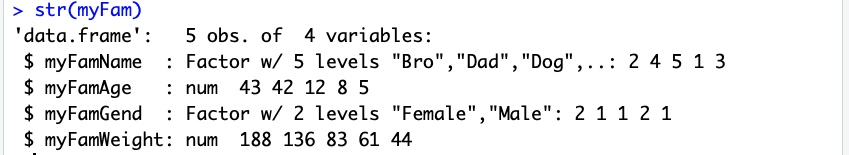 > str(myFam)
'data.frame':   5 obs. of  4 variables:
 $ myFamName  : Factor w/ 5 levels "Bro","Dad","Dog",..: 2 4 5 1 3
 $ myFamAge   : num  43 42 12 8 5
 $ myFamGend  : Factor w/ 2 levels "Female","Male": 2 1 1 2 1
 $ myFamWeight: num  188 136 83 61 44